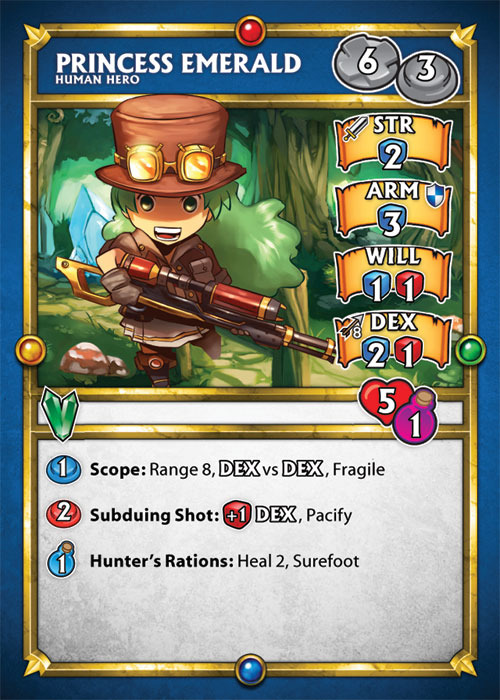 PRINCESS EMERALD
HUMAN HERO
6 3
STR
2
ARM
3
WILL
1 1
DEX
8
2 1
5
1
1 Scope: Range 8, DEX vs DEX, Fragile
2 Subduing Shot: +1 DEX, Pacify
1 Hunter's Rations: Heal 2, Surefoot